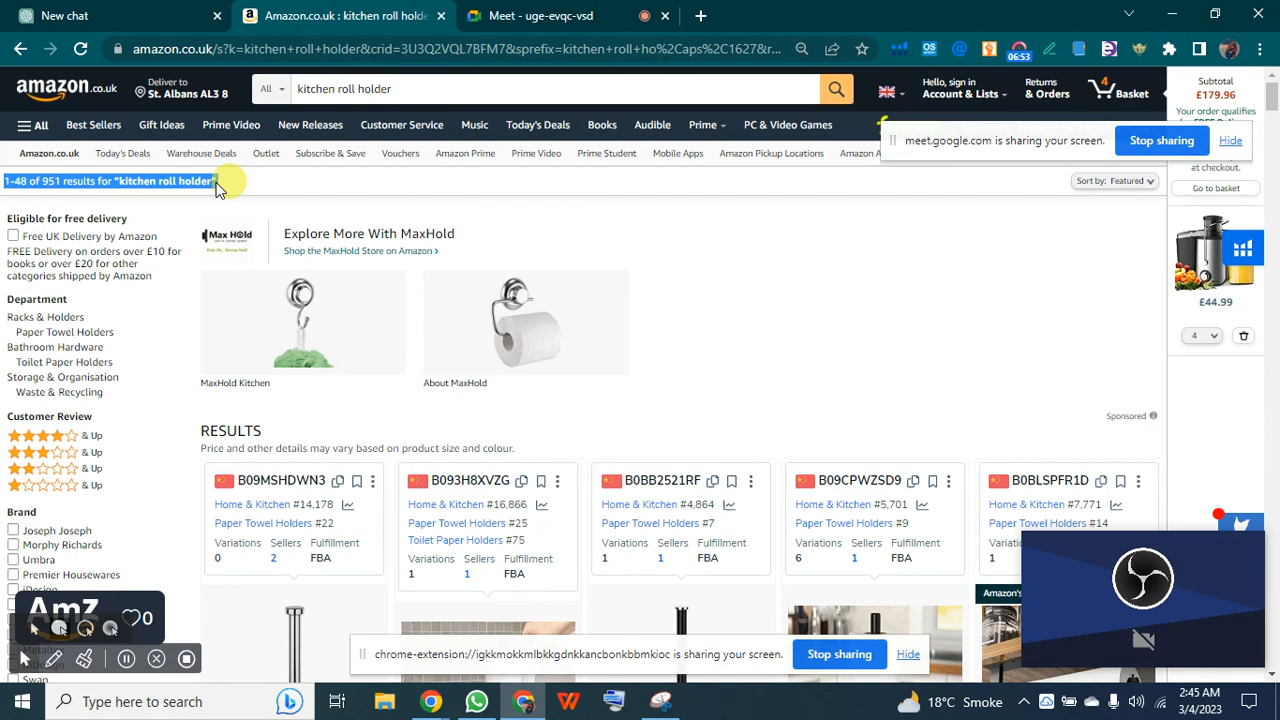 New chat
Amazon.co.uk : kitchen roll holde
Meet - uge-evqc-vsd
amazon.co.uk/s?k=kitchen+roll+holder&crid=3U3Q2VQL7BFM7&sprefix=kitchen+roll+ho%2Caps%2C1627&r...
06:53
amazon.co.uk
Deliver to
St. Albans AL3 8
All
kitchen roll holder
Hello, sign in
Account & Lists
Returns
& Orders
4
Basket
Subtotal
£179.96
Your order qualifies
at checkout.
Go to basket
All
Best Sellers
Gift Ideas
Prime Video
New Releases
Customer Service
Music
Today's Deals
Books
Audible
Prime
PC & Video Games
meet.google.com is sharing your screen.
Stop sharing
Hide
Amazon.co.uk
Today's Deals
Warehouse Deals
Outlet
Subscribe & Save
Vouchers
Amazon Prime
Prime Video
Prime Student
Mobile Apps
Amazon Pickup Locations
Amazon A
1-48 of 951 results for "kitchen roll holder"
Sort by: Featured
Eligible for free delivery
Free UK Delivery by Amazon
FREE Delivery on orders over £10 for
books or over £20 for other
categories shipped by Amazon
Department
Racks & Holders
Paper Towel Holders
Bathroom Hardware
Toilet Paper Holders
Storage & Organisation
Waste & Recycling
Customer Review
& Up
& Up
& Up
& Up
Brand
Joseph Joseph
Morphy Richards
Umbra
Premier Housewares
iDesign
Swan
Max Hold
Explore More With MaxHold
Shop the MaxHold Store on Amazon ›
MaxHold Kitchen
About MaxHold
Sponsored
£44.99
4
RESULTS
Price and other details may vary based on product size and colour.
B09MSHDWN3
Home & Kitchen #14,178
Paper Towel Holders #22
Variations Sellers Fulfillment
0 2 FBA
B093H8XVZG
Home & Kitchen #16,866
Paper Towel Holders #25
Toilet Paper Holders #75
Variations Sellers Fulfillment
1 1 FBA
B0BB2521RF
Home & Kitchen #4,864
Paper Towel Holders #7
Variations Sellers Fulfillment
1 1 FBA
B09CPWZSD9
Home & Kitchen #5,701
Paper Towel Holders #9
Variations Sellers Fulfillment
6 1 FBA
B0BLSPFR1D
Home & Kitchen #7,771
Paper Towel Holders #14
Variations
1
Amazon's
Amz
0
chrome-extension://igkkmokkmlbkkgdnkkancbonkbbmkioc is sharing your screen.
Stop sharing
Hide
Type here to search
18°C Smoke
2:45 AM
3/4/2023